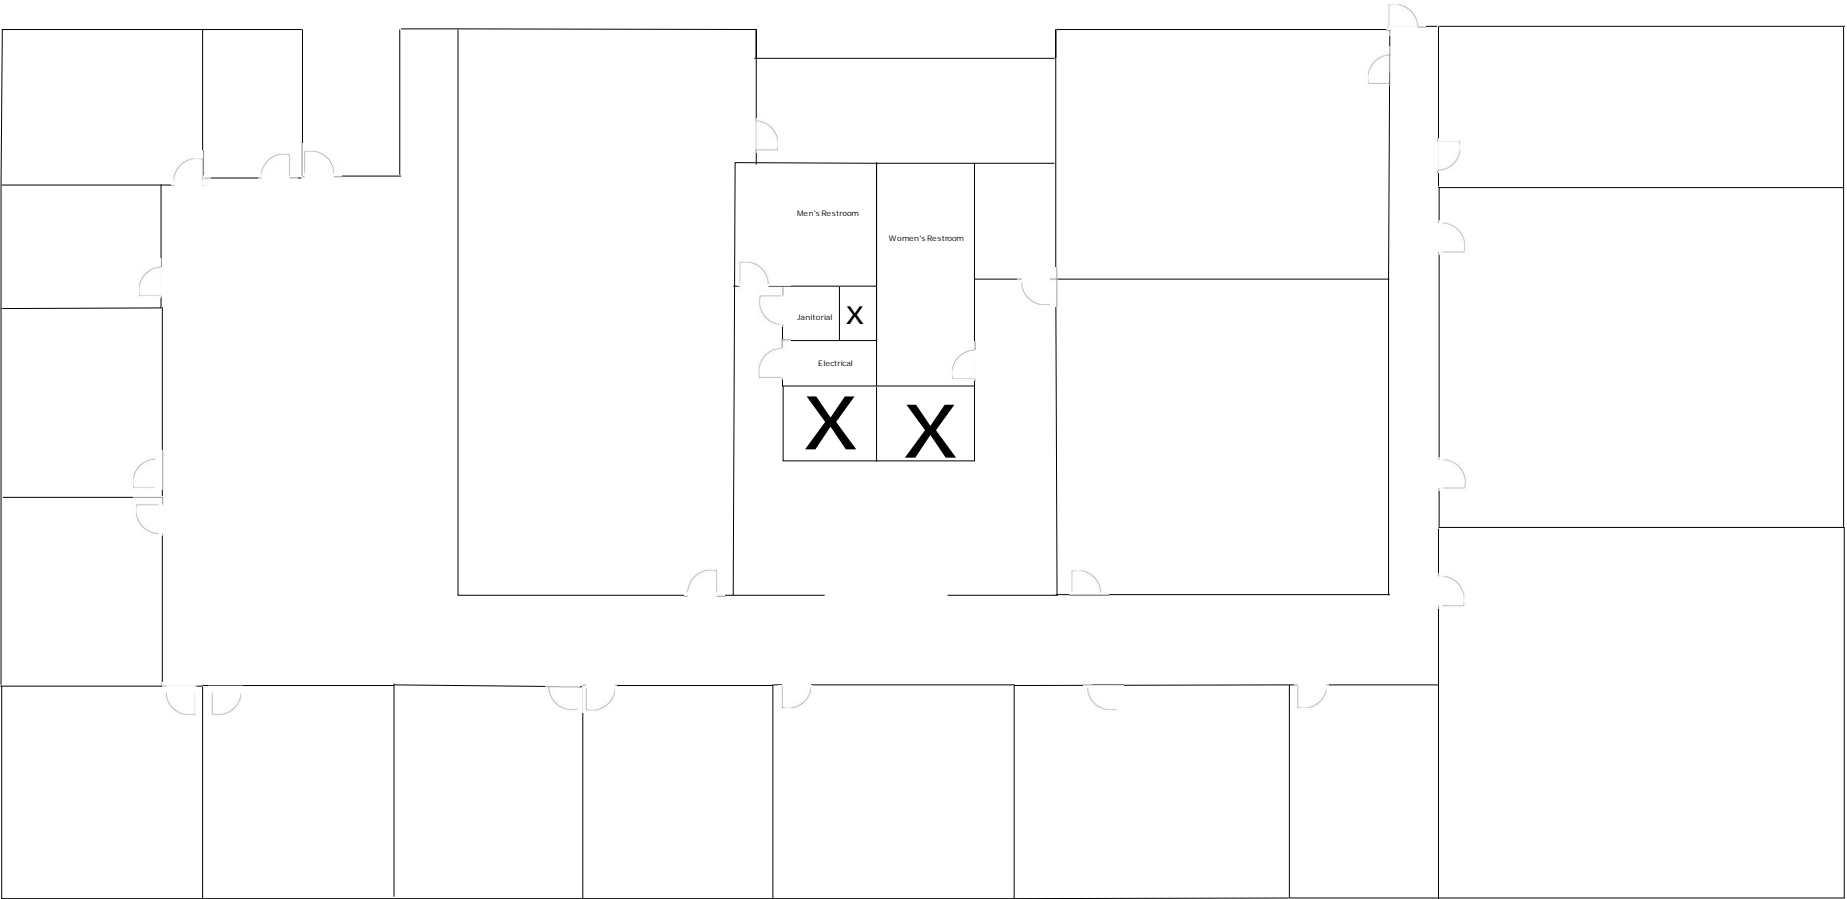 Men's Restroom
Women's Restroom
Janitorial
X
Electrical
X
X